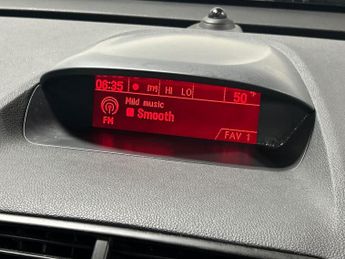 06:35 HI LO 50 °F
Mild music
Smooth
FM
FAV 1